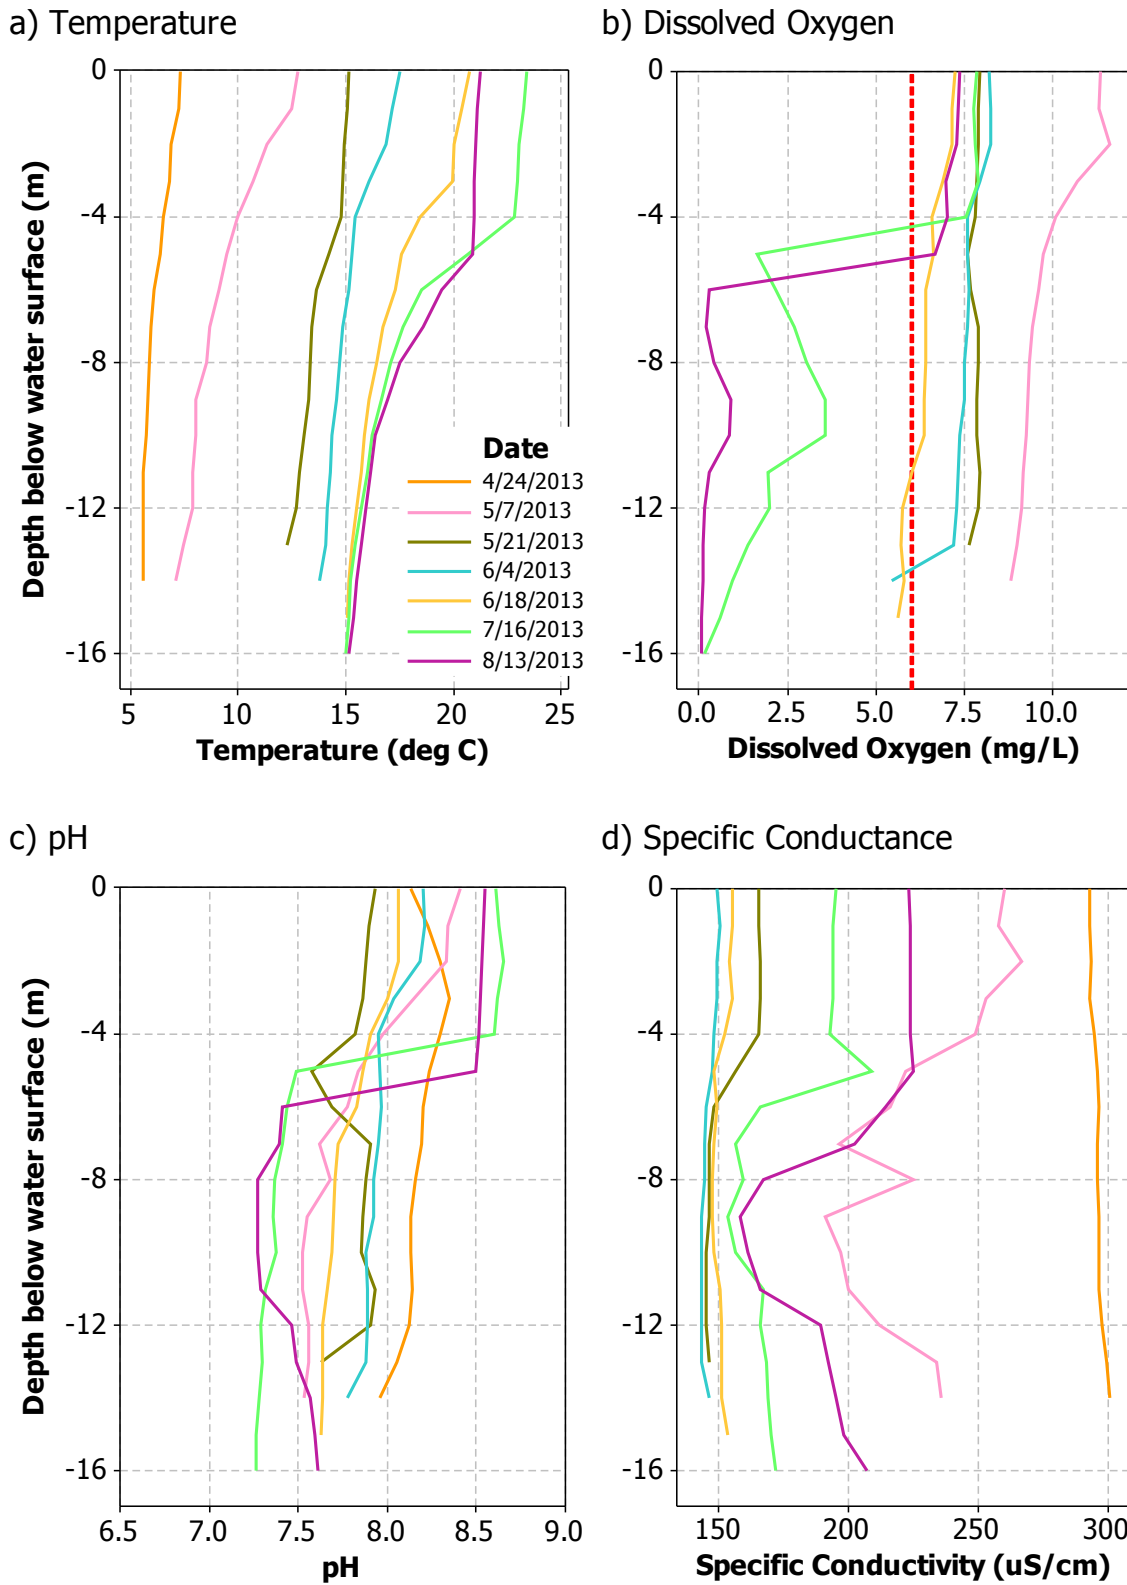 a) Temperature
b) Dissolved Oxygen
0
-4
-8
-12
-16
Depth below water surface (m)
Date
4/24/2013
5/7/2013
5/21/2013
6/4/2013
6/18/2013
7/16/2013
8/13/2013
5 10 15 20 25
Temperature (deg C)
0
-4
-8
-12
-16
0.0 2.5 5.0 7.5 10.0
Dissolved Oxygen (mg/L)
c) pH
d) Specific Conductance
0
-4
-8
-12
-16
Depth below water surface (m)
6.5 7.0 7.5 8.0 8.5 9.0
pH
0
-4
-8
-12
-16
150 200 250 300
Specific Conductivity (uS/cm)